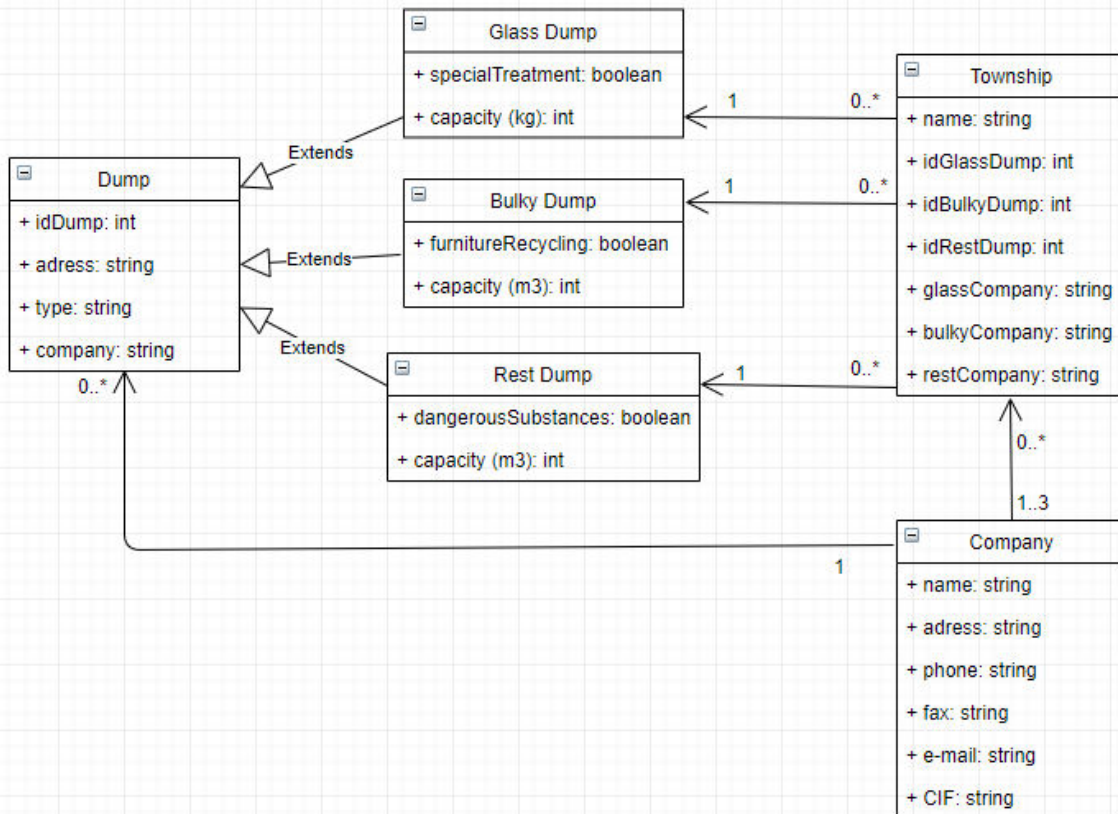 Glass Dump
+ specialTreatment: boolean
+ capacity (kg): int
Extends
1
0..*
Township
+ name: string
+ idGlassDump: int
+ idBulkyDump: int
+ idRestDump: int
+ glassCompany: string
+ bulkyCompany: string
+ restCompany: string
Dump
+ idDump: int
+ adress: string
+ type: string
+ company: string
0..*
Bulky Dump
+ furnitureRecycling: boolean
+ capacity (m3): int
Extends
1
0..*
Extends
Rest Dump
+ dangerousSubstances: boolean
+ capacity (m3): int
1
0..*
0..*
1..3
1
Company
+ name: string
+ adress: string
+ phone: string
+ fax: string
+ e-mail: string
+ CIF: string